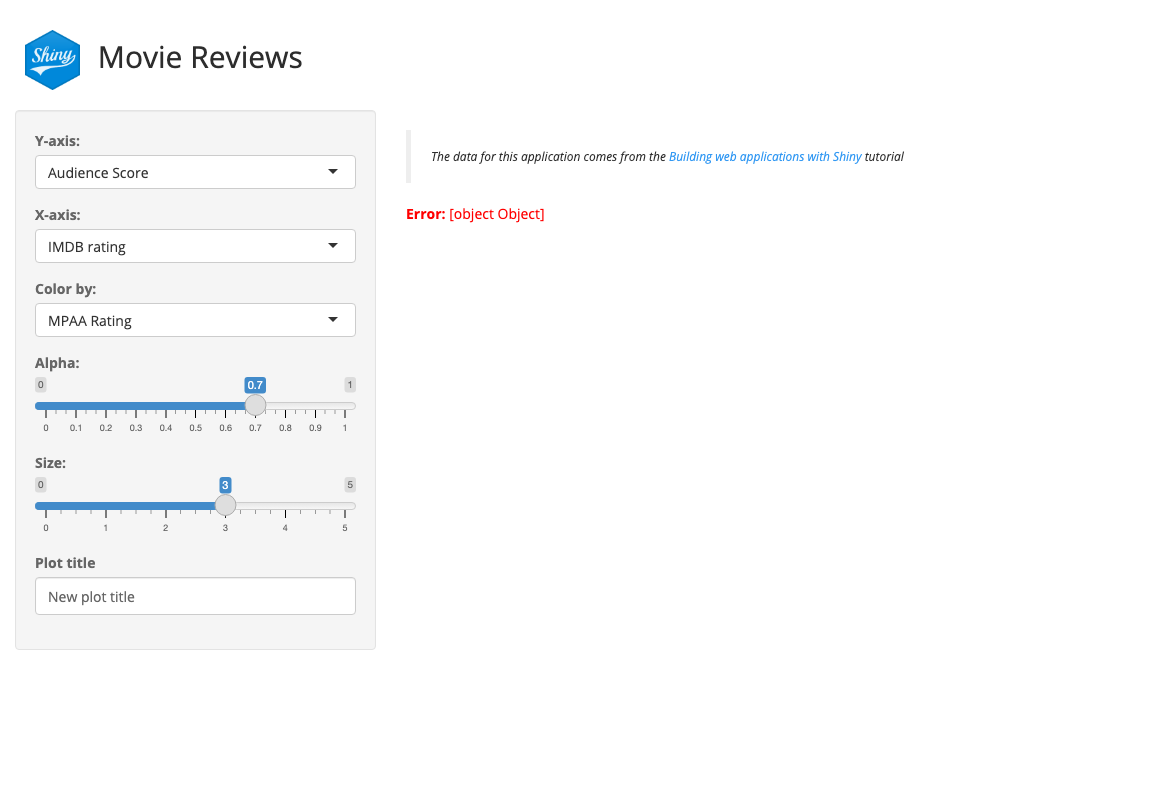 Shiny
Movie Reviews
Y-axis:
Audience Score
X-axis:
IMDB rating
Color by:
MPAA Rating
Alpha:
0 0.7 1
0 0.1 0.2 0.3 0.4 0.5 0.6 0.7 0.8 0.9 1
Size:
0 3 5
0 1 2 3 4 5
Plot title
New plot title
The data for this application comes from the Building web applications with Shiny tutorial
Error: [object Object]